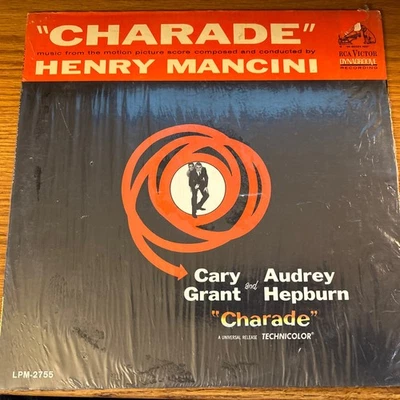 "CHARADE"
music from the motion picture score composed and conducted by
HENRY MANCINI
RCA VICTOR
DYNAGROOVE
RECORDING
Cary Grant and Audrey Hepburn
"Charade"
A UNIVERSAL RELEASE TECHNICOLOR®
LPM-2755